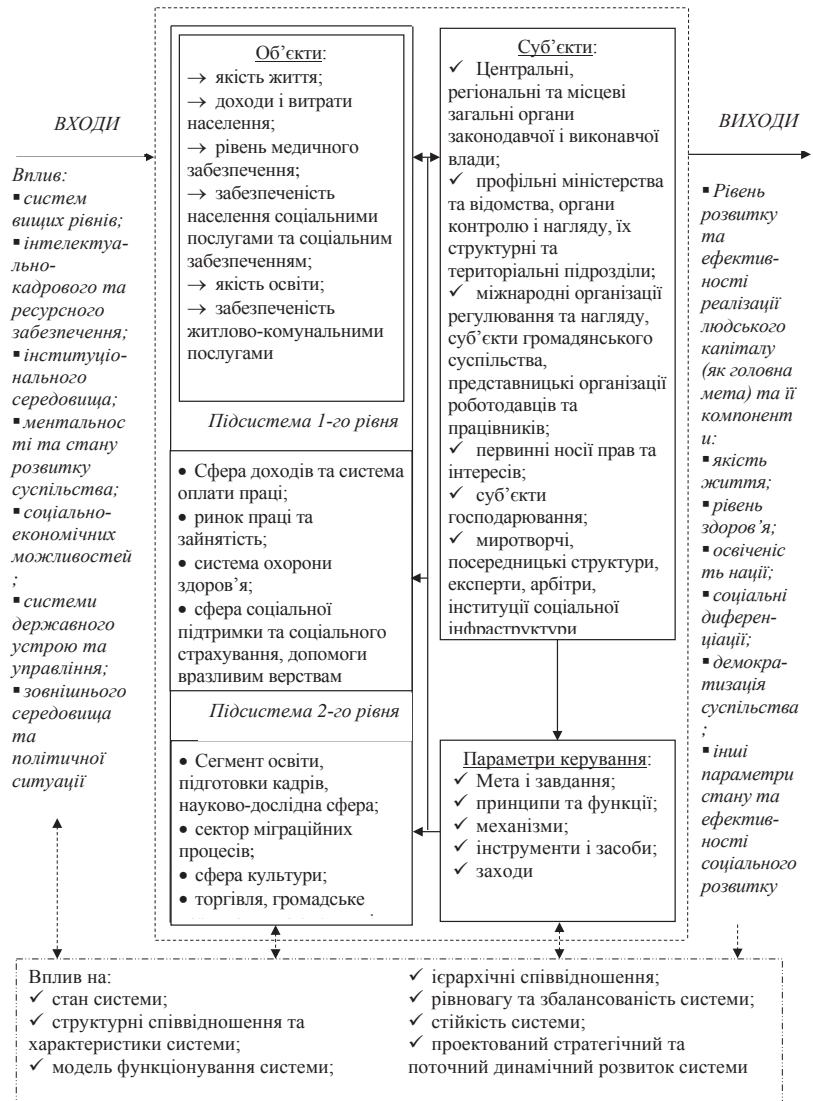 ВХОДИ
Вплив:
▪ систем
вищих рівнів;
▪ інтелектуа-
льно-
кадрового та
ресурсного
забезпечення;
▪ інституціо-
нального
середовища;
▪ ментальнос
ті та стану
розвитку
суспільства;
▪ соціально-
економічних
можливостей
;
▪ системи
державного
устрою та
управління;
▪ зовнішнього
середовища
та
політичної
ситуації
Об’єкти:
→ якість життя;
→ доходи і витрати
населення;
→ рівень медичного
забезпечення;
→ забезпеченість
населення соціальними
послугами та соціальним
забезпеченням;
→ якість освіти;
→ забезпеченість
житлово-комунальними
послугами
Підсистема 1-го рівня
• Сфера доходів та система
оплати праці;
• ринок праці та
зайнятість;
• система охорони
здоров’я;
• сфера соціальної
підтримки та соціального
страхування, допомоги
вразливим верствам
Підсистема 2-го рівня
• Сегмент освіти,
підготовки кадрів,
науково-дослідна сфера;
• сектор міграційних
процесів;
• сфера культури;
• торгівля, громадське
Суб’єкти:
✓ Центральні,
регіональні та місцеві
загальні органи
законодавчої і виконавчої
влади;
✓ профільні міністерства
та відомства, органи
контролю і нагляду, їх
структурні та
територіальні підрозділи;
✓ міжнародні організації
регулювання та нагляду,
суб’єкти громадянського
суспільства,
представницькі організації
роботодавців та
працівників;
✓ первинні носії прав та
інтересів;
✓ суб’єкти
господарювання;
✓ миротворчі,
посередницькі структури,
експерти, арбітри,
інституції соціальної
інфраструктури
Параметри керування:
✓ Мета і завдання;
✓ принципи та функції;
✓ механізми;
✓ інструменти і засоби;
✓ заходи
ВИХОДИ
▪ Рівень
розвитку
та
ефектив-
ності
реалізації
людського
капіталу
(як головна
мета) та її
компонент
и:
▪ якість
життя;
▪ рівень
здоров’я;
▪ освіченіс
ть нації;
▪ соціальні
диферен-
ціації;
▪ демокра-
тизація
суспільства
;
▪ інші
параметри
стану та
ефектив-
ності
соціального
розвитку
Вплив на:
✓ стан системи;
✓ структурні співвідношення та
характеристики системи;
✓ модель функціонування системи;
✓ ієрархічні співвідношення;
✓ рівновагу та збалансованість системи;
✓ стійкість системи;
✓ проектований стратегічний та
поточний динамічний розвиток системи